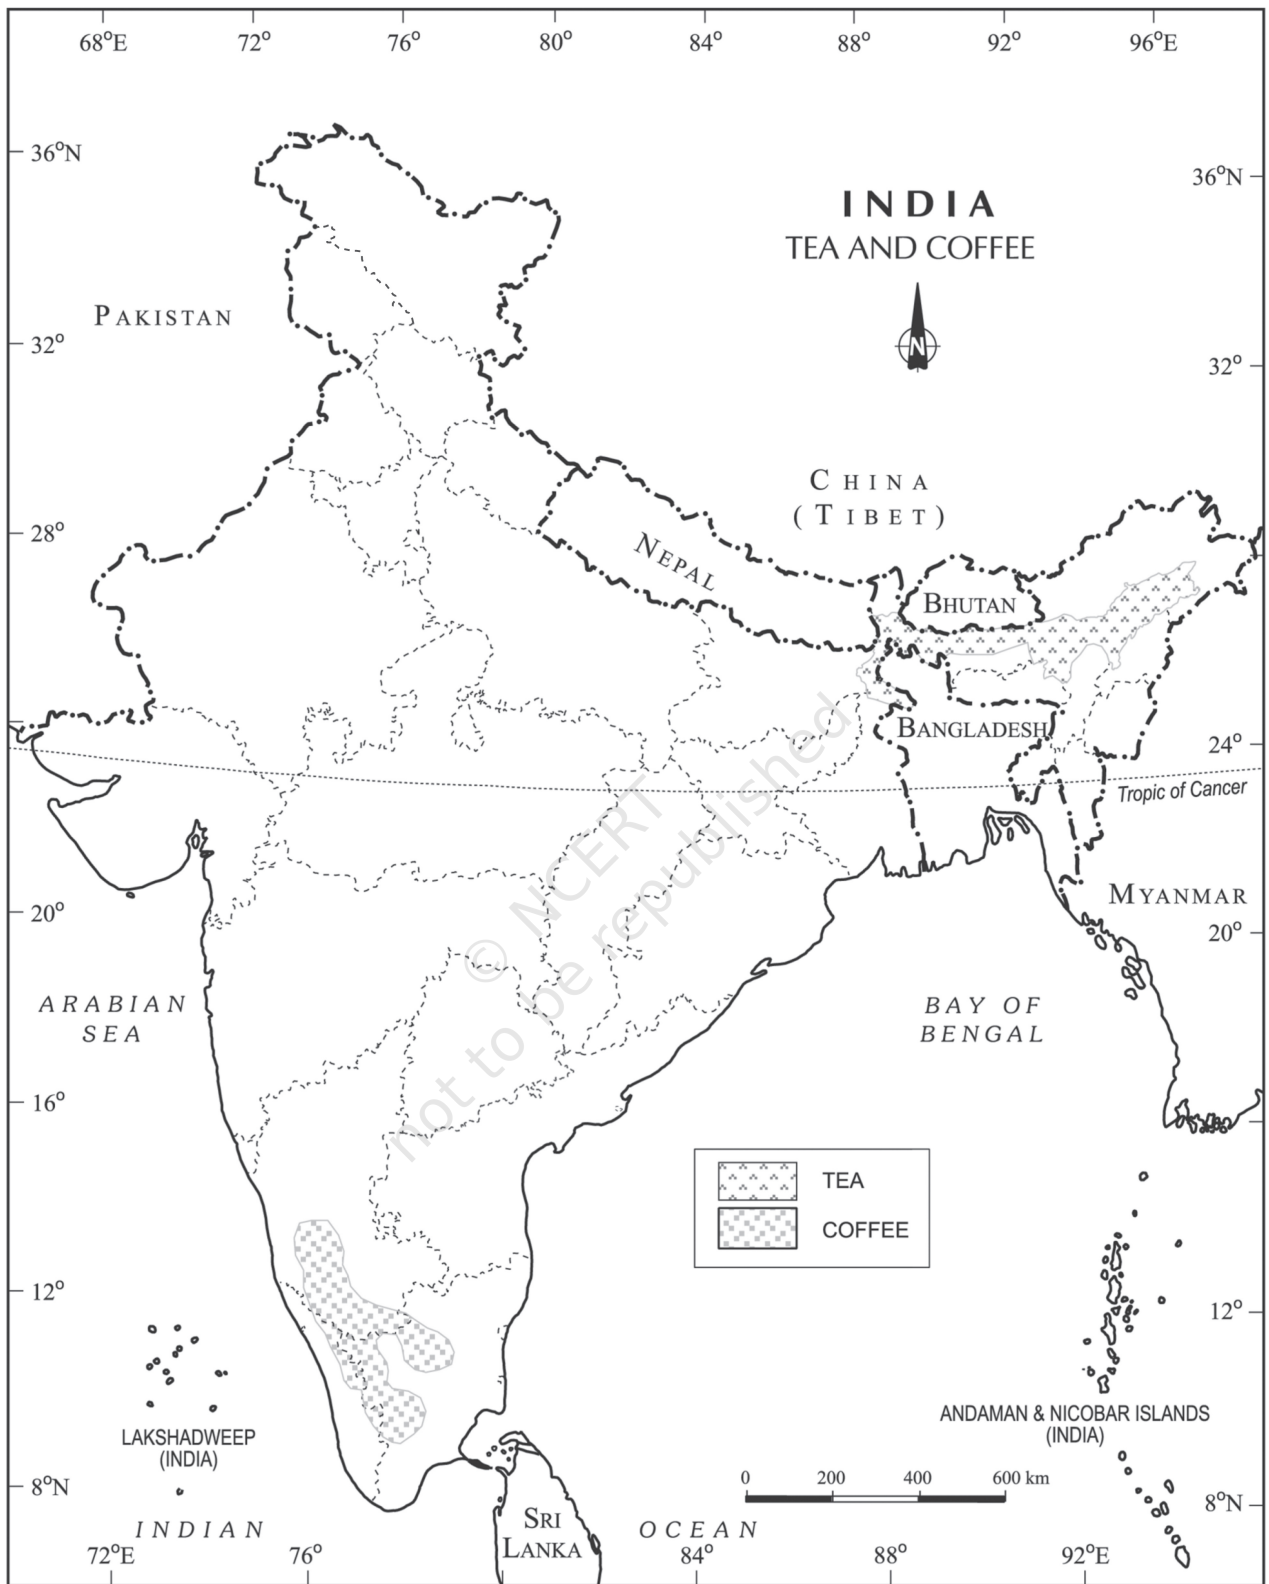 68°E 72° 76° 80° 84° 88° 92° 96°E
36°N
36°N
INDIA
TEA AND COFFEE
N
PAKISTAN
32°
32°
CHINA
(TIBET)
28°
NEPAL
BHUTAN
BANGLADESH
24°
Tropic of Cancer
© NCERT
not to be republished
20°
MYANMAR
20°
ARABIAN
SEA
BAY OF
BENGAL
16°
TEA
COFFEE
12°
12°
LAKSHADWEEP
(INDIA)
ANDAMAN & NICOBAR ISLANDS
(INDIA)
0 200 400 600 km
8°N
8°N
INDIAN
SRI
LANKA
OCEAN
72°E 76° 84° 88° 92°E